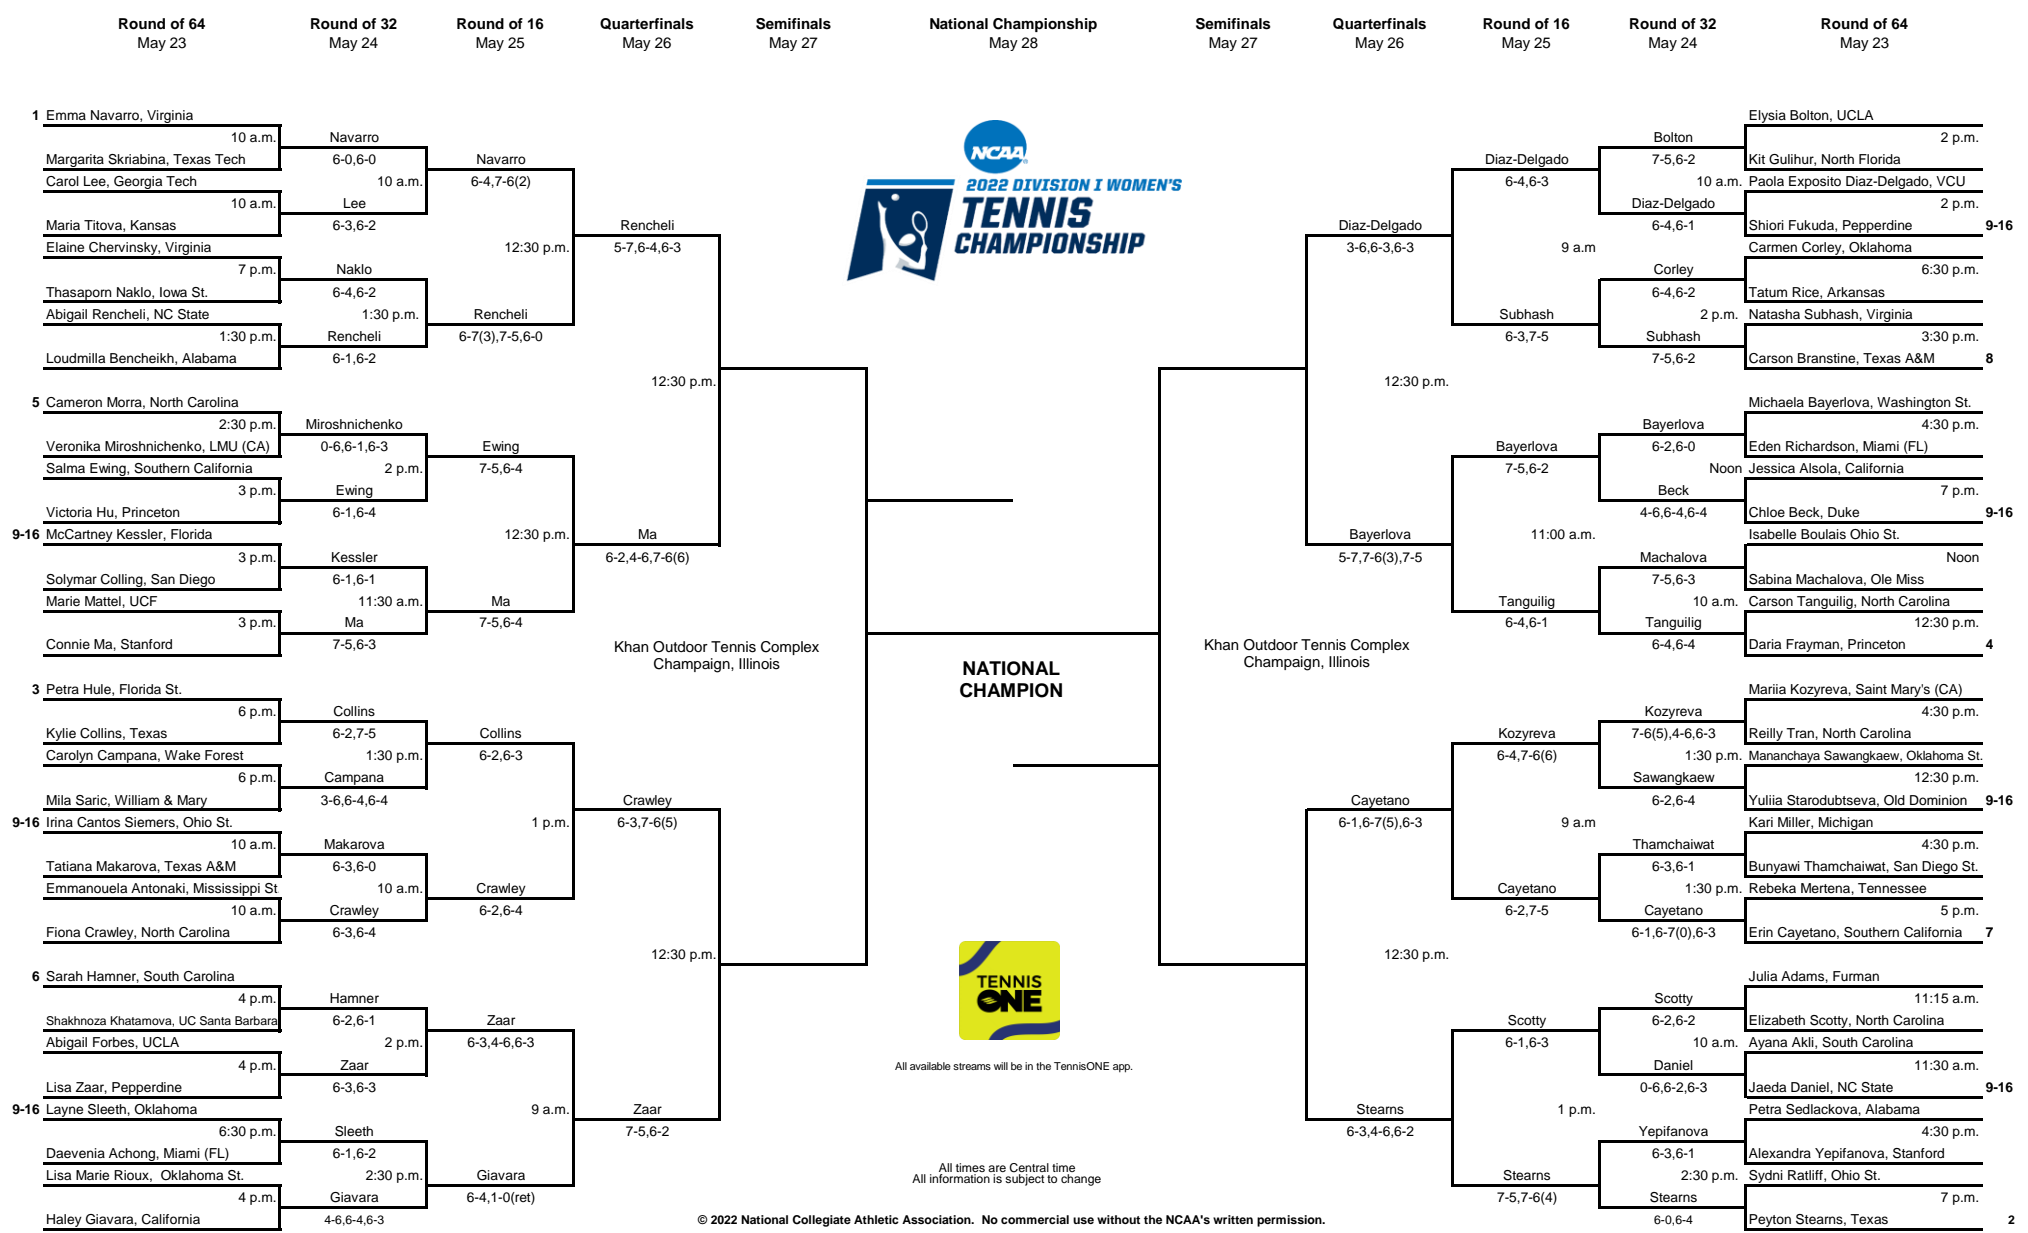 Round of 64
May 23
Round of 32
May 24
Round of 16
May 25
Quarterfinals
May 26
Semifinals
May 27
National Championship
May 28
Semifinals
May 27
Quarterfinals
May 26
Round of 16
May 25
Round of 32
May 24
Round of 64
May 23
1 Emma Navarro, Virginia
10 a.m.
Margarita Skriabina, Texas Tech
Carol Lee, Georgia Tech
10 a.m.
Maria Titova, Kansas
Elaine Chervinsky, Virginia
7 p.m.
Thasaporn Naklo, Iowa St.
Abigail Rencheli, NC State
1:30 p.m.
Loudmilla Bencheikh, Alabama
5 Cameron Morra, North Carolina
2:30 p.m.
Veronika Miroshnichenko, LMU (CA)
Salma Ewing, Southern California
3 p.m.
Victoria Hu, Princeton
9-16 McCartney Kessler, Florida
3 p.m.
Solymar Colling, San Diego
Marie Mattel, UCF
3 p.m.
Connie Ma, Stanford
3 Petra Hule, Florida St.
6 p.m.
Kylie Collins, Texas
Carolyn Campana, Wake Forest
6 p.m.
Mila Saric, William & Mary
9-16 Irina Cantos Siemers, Ohio St.
10 a.m.
Tatiana Makarova, Texas A&M
Emmanouela Antonaki, Mississippi St
10 a.m.
Fiona Crawley, North Carolina
6 Sarah Hamner, South Carolina
4 p.m.
Shakhnoza Khatamova, UC Santa Barbara
Abigail Forbes, UCLA
4 p.m.
Lisa Zaar, Pepperdine
9-16 Layne Sleeth, Oklahoma
6:30 p.m.
Daevenia Achong, Miami (FL)
Lisa Marie Rioux, Oklahoma St.
4 p.m.
Haley Giavara, California
Navarro
6-0,6-0
10 a.m.
Lee
6-3,6-2
Naklo
6-4,6-2
1:30 p.m.
Rencheli
6-1,6-2
Miroshnichenko
0-6,6-1,6-3
2 p.m.
Ewing
6-1,6-4
Kessler
6-1,6-1
11:30 a.m.
Ma
7-5,6-3
Collins
6-2,7-5
1:30 p.m.
Campana
3-6,6-4,6-4
Makarova
6-3,6-0
10 a.m.
Crawley
6-3,6-4
Hamner
6-2,6-1
2 p.m.
Zaar
6-3,6-3
Sleeth
6-1,6-2
2:30 p.m.
Giavara
4-6,6-4,6-3
Navarro
6-4,7-6(2)
12:30 p.m.
Rencheli
6-7(3),7-5,6-0
Ewing
7-5,6-4
12:30 p.m.
Ma
7-5,6-4
Collins
6-2,6-3
1 p.m.
Crawley
6-2,6-4
Zaar
6-3,4-6,6-3
9 a.m.
Giavara
6-4,1-0(ret)
Rencheli
5-7,6-4,6-3
12:30 p.m.
Ma
6-2,4-6,7-6(6)
Khan Outdoor Tennis Complex
Champaign, Illinois
Crawley
6-3,7-6(5)
12:30 p.m.
Zaar
7-5,6-2
NCAA
2022 DIVISION I WOMEN'S
TENNIS
CHAMPIONSHIP
NATIONAL
CHAMPION
TENNIS
ONE
All available streams will be in the TennisONE app.
All times are Central time
All information is subject to change
Diaz-Delgado
3-6,6-3,6-3
12:30 p.m.
Bayerlova
5-7,7-6(3),7-5
Khan Outdoor Tennis Complex
Champaign, Illinois
Cayetano
6-1,6-7(5),6-3
12:30 p.m.
Stearns
6-3,4-6,6-2
Diaz-Delgado
6-4,6-3
9 a.m
Subhash
6-3,7-5
Bayerlova
7-5,6-2
11:00 a.m.
Tanguilig
6-4,6-1
Kozyreva
6-4,7-6(6)
9 a.m
Cayetano
6-2,7-5
Scotty
6-1,6-3
1 p.m.
Stearns
7-5,7-6(4)
Bolton
7-5,6-2
10 a.m.
Diaz-Delgado
6-4,6-1
Corley
6-4,6-2
2 p.m.
Subhash
7-5,6-2
Bayerlova
6-2,6-0
Noon
Beck
4-6,6-4,6-4
Machalova
7-5,6-3
10 a.m.
Tanguilig
6-4,6-4
Kozyreva
7-6(5),4-6,6-3
1:30 p.m.
Sawangkaew
6-2,6-4
Thamchaiwat
6-3,6-1
1:30 p.m.
Cayetano
6-1,6-7(0),6-3
Scotty
6-2,6-2
10 a.m.
Daniel
0-6,6-2,6-3
Yepifanova
6-3,6-1
2:30 p.m.
Stearns
6-0,6-4
Elysia Bolton, UCLA
2 p.m.
Kit Gulihur, North Florida
Paola Exposito Diaz-Delgado, VCU
2 p.m.
Shiori Fukuda, Pepperdine 9-16
Carmen Corley, Oklahoma
6:30 p.m.
Tatum Rice, Arkansas
Natasha Subhash, Virginia
3:30 p.m.
Carson Branstine, Texas A&M 8
Michaela Bayerlova, Washington St.
4:30 p.m.
Eden Richardson, Miami (FL)
Jessica Alsola, California
7 p.m.
Chloe Beck, Duke 9-16
Isabelle Boulais Ohio St.
Noon
Sabina Machalova, Ole Miss
Carson Tanguilig, North Carolina
12:30 p.m.
Daria Frayman, Princeton 4
Mariia Kozyreva, Saint Mary's (CA)
4:30 p.m.
Reilly Tran, North Carolina
Mananchaya Sawangkaew, Oklahoma St.
12:30 p.m.
Yuliia Starodubtseva, Old Dominion 9-16
Kari Miller, Michigan
4:30 p.m.
Bunyawi Thamchaiwat, San Diego St.
Rebeka Mertena, Tennessee
5 p.m.
Erin Cayetano, Southern California 7
Julia Adams, Furman
11:15 a.m.
Elizabeth Scotty, North Carolina
Ayana Akli, South Carolina
11:30 a.m.
Jaeda Daniel, NC State 9-16
Petra Sedlackova, Alabama
4:30 p.m.
Alexandra Yepifanova, Stanford
Sydni Ratliff, Ohio St.
7 p.m.
Peyton Stearns, Texas 2
© 2022 National Collegiate Athletic Association. No commercial use without the NCAA's written permission.